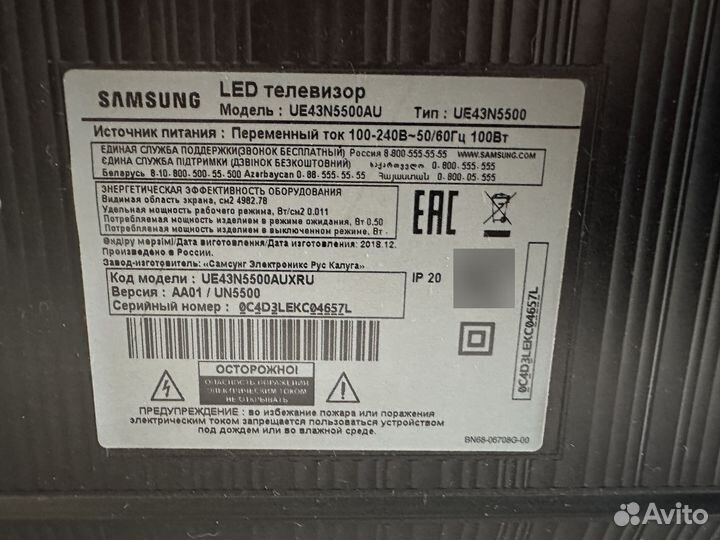 SAMSUNG
LED телевизор
Модель : UE43N5500AU Тип : UE43N5500
Источник питания : Переменный ток 100-240В~50/60Гц 100Вт
ЕДИНАЯ СЛУЖБА ПОДДЕРЖКИ(ЗВОНОК БЕСПЛАТНЫЙ) Россия 8-800-555-55-55 WWW.SAMSUNG.COM
ЄДИНА СЛУЖБА ПІДТРИМКИ (ДЗВІНОК БЕЗКОШТОВНИЙ) საქართველო 8-800-555-555
Беларусь 8-10-800-500-55-500 Azərbaycan 0-88-555-55-55 Հայաստան 0-800-05-555
ЭНЕРГЕТИЧЕСКАЯ ЭФФЕКТИВНОСТЬ ОБОРУДОВАНИЯ
Видимая область экрана, см2 4982.78
Удельная мощность рабочего режима, Вт/см2 0.011
Потребляемая мощность изделием в режиме ожидания, Вт 0.50
Потребляемая мощность изделием в выключенном режиме, Вт -
Өндіру мерзімі/Дата изготовления/Дата изготовления : 2018.12.
Произведено в России.
Завод-изготовитель: «Самсунг Электроникс Рус Калуга»
EAC
Код модели : UE43N5500AUXRU
Версия : AA01 / UN5500
Серийный номер : 0C4D3LEKC04657L
IP 20
0C4D3LEKC04657L
ОСТОРОЖНО!
ОПАСНОСТЬ ПОРАЖЕНИЯ
ЭЛЕКТРИЧЕСКИМ ТОКОМ
НЕ ОТКРЫВАТЬ
ПРЕДУПРЕЖДЕНИЕ : во избежание пожара или поражения
электрическим током запрещается пользоваться устройством
под дождем или во влажной среде.
BN68-06708G-00
Avito